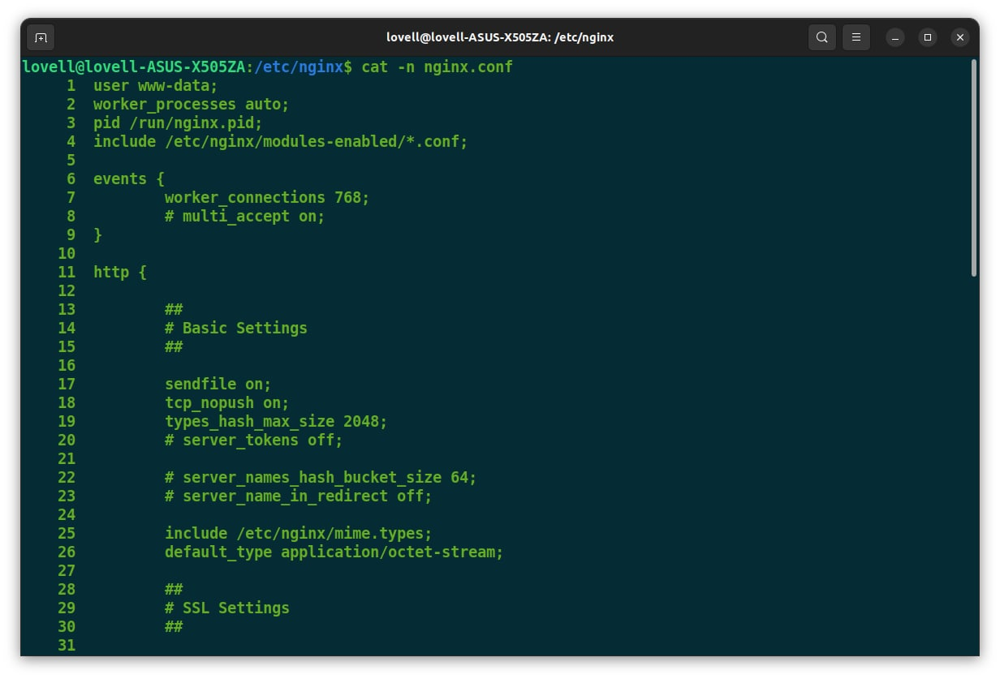 lovell@lovell-ASUS-X505ZA: /etc/nginx
lovell@lovell-ASUS-X505ZA:/etc/nginx$ cat -n nginx.conf
     1	user www-data;
     2	worker_processes auto;
     3	pid /run/nginx.pid;
     4	include /etc/nginx/modules-enabled/*.conf;
     5
     6	events {
     7		worker_connections 768;
     8		# multi_accept on;
     9	}
    10
    11	http {
    12
    13		##
    14		# Basic Settings
    15		##
    16
    17		sendfile on;
    18		tcp_nopush on;
    19		types_hash_max_size 2048;
    20		# server_tokens off;
    21
    22		# server_names_hash_bucket_size 64;
    23		# server_name_in_redirect off;
    24
    25		include /etc/nginx/mime.types;
    26		default_type application/octet-stream;
    27
    28		##
    29		# SSL Settings
    30		##
    31